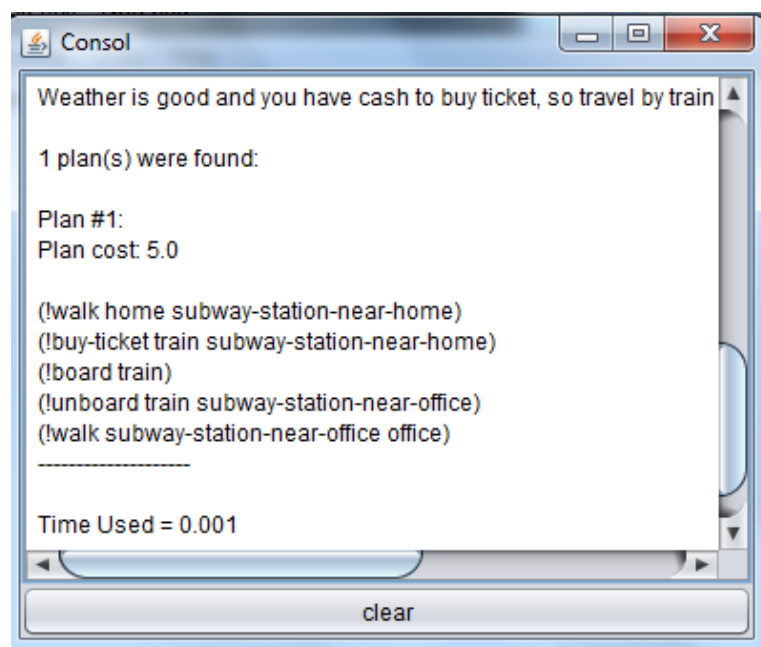 Consol
Weather is good and you have cash to buy ticket, so travel by train
1 plan(s) were found:
Plan #1:
Plan cost: 5.0
(!walk home subway-station-near-home)
(!buy-ticket train subway-station-near-home)
(!board train)
(!unboard train subway-station-near-office)
(!walk subway-station-near-office office)
--------------------
Time Used = 0.001
clear